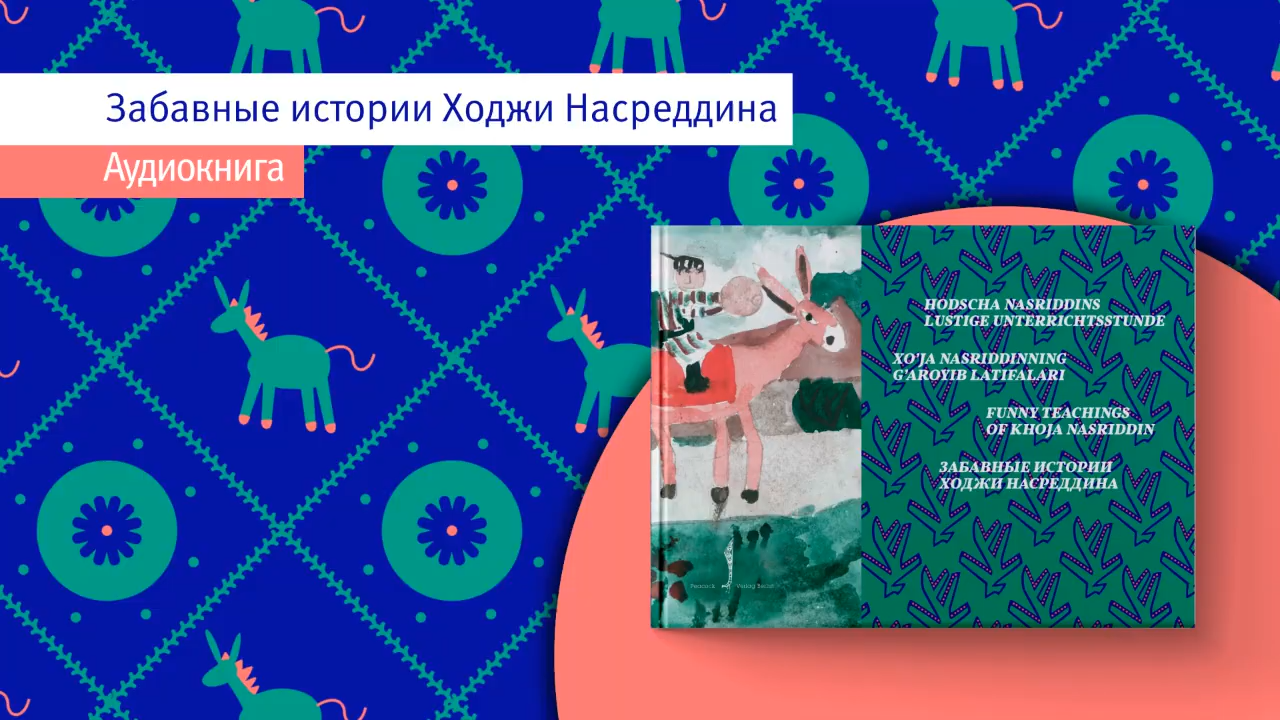 Забавные истории Ходжи Насреддина
Аудиокнига
HODSCHA NASRIDDINS
LUSTIGE UNTERRICHTSSTUNDE
XO'JA NASRIDDINNING
G'AROYIB LATIFALARI
FUNNY TEACHINGS
OF KHOJA NASRIDDIN
ЗАБАВНЫЕ ИСТОРИИ
ХОДЖИ НАСРЕДДИНА